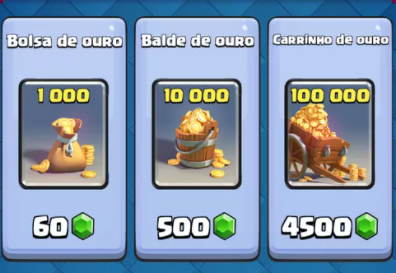 Bolsa de ouro
Balde de ouro
Carrinho de ouro
1 000
10 000
100 000
60
500
4500